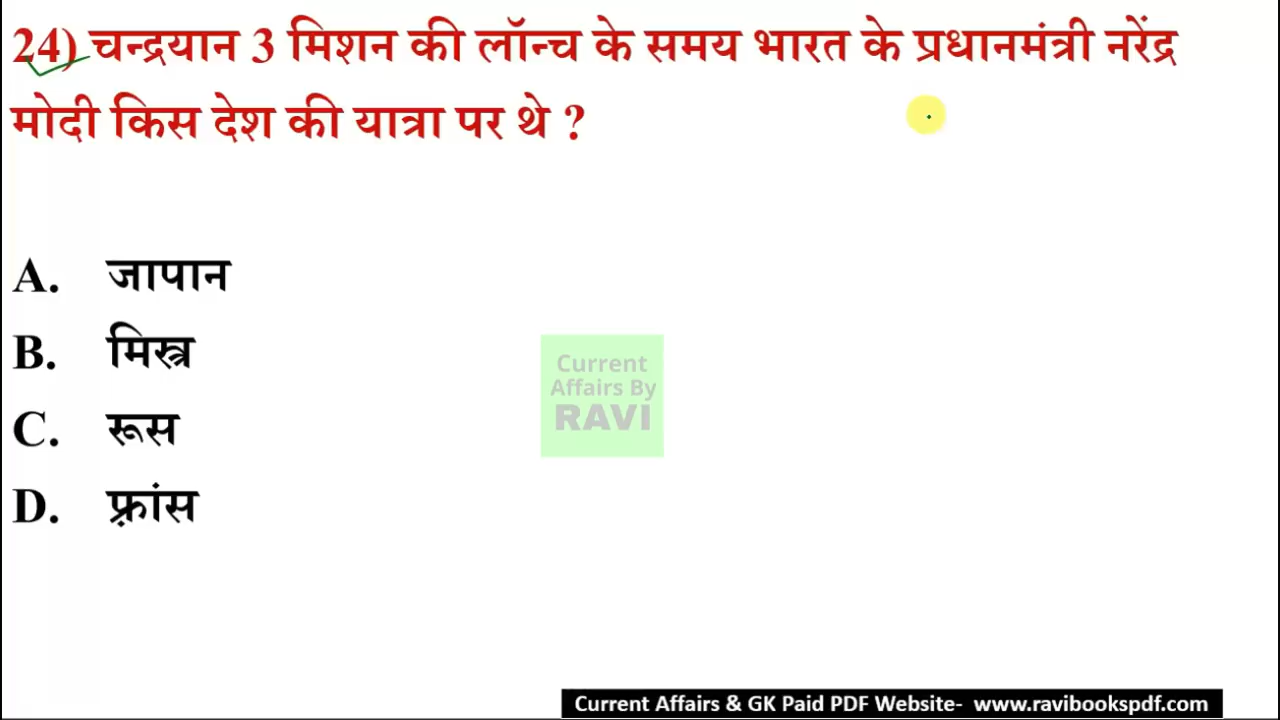 24) चन्द्रयान 3 मिशन की लॉन्च के समय भारत के प्रधानमंत्री नरेंद्र
मोदी किस देश की यात्रा पर थे ?
A. जापान
B. मिस्त्र
C. रूस
D. फ़्रांस
Current
Affairs By
RAVI
Current Affairs & GK Paid PDF Website- www.ravibookspdf.com